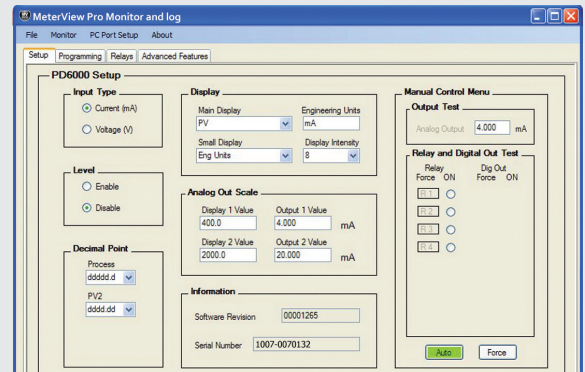 MeterView Pro Monitor and log
File Monitor PC Port Setup About
Setup Programming Relays Advanced Features
PD6000 Setup
Input Type
Current (mA)
Voltage (V)
Level
Enable
Disable
Decimal Point
Process
ddddd.d
PV2
dddd.dd
Display
Main Display Engineering Units
PV mA
Small Display Display Intensity
Eng Units 8
Analog Out Scale
Display 1 Value Output 1 Value
400.0 4.000 mA
Display 2 Value Output 2 Value
2000.0 20.000 mA
Information
Software Revision 00001265
Serial Number 1007-0070132
Manual Control Menu
Output Test
Analog Output 4.000 mA
Relay and Digital Out Test
Relay Dig Out
Force ON Force ON
R 1
R 2
R 3
R 4
Auto Force